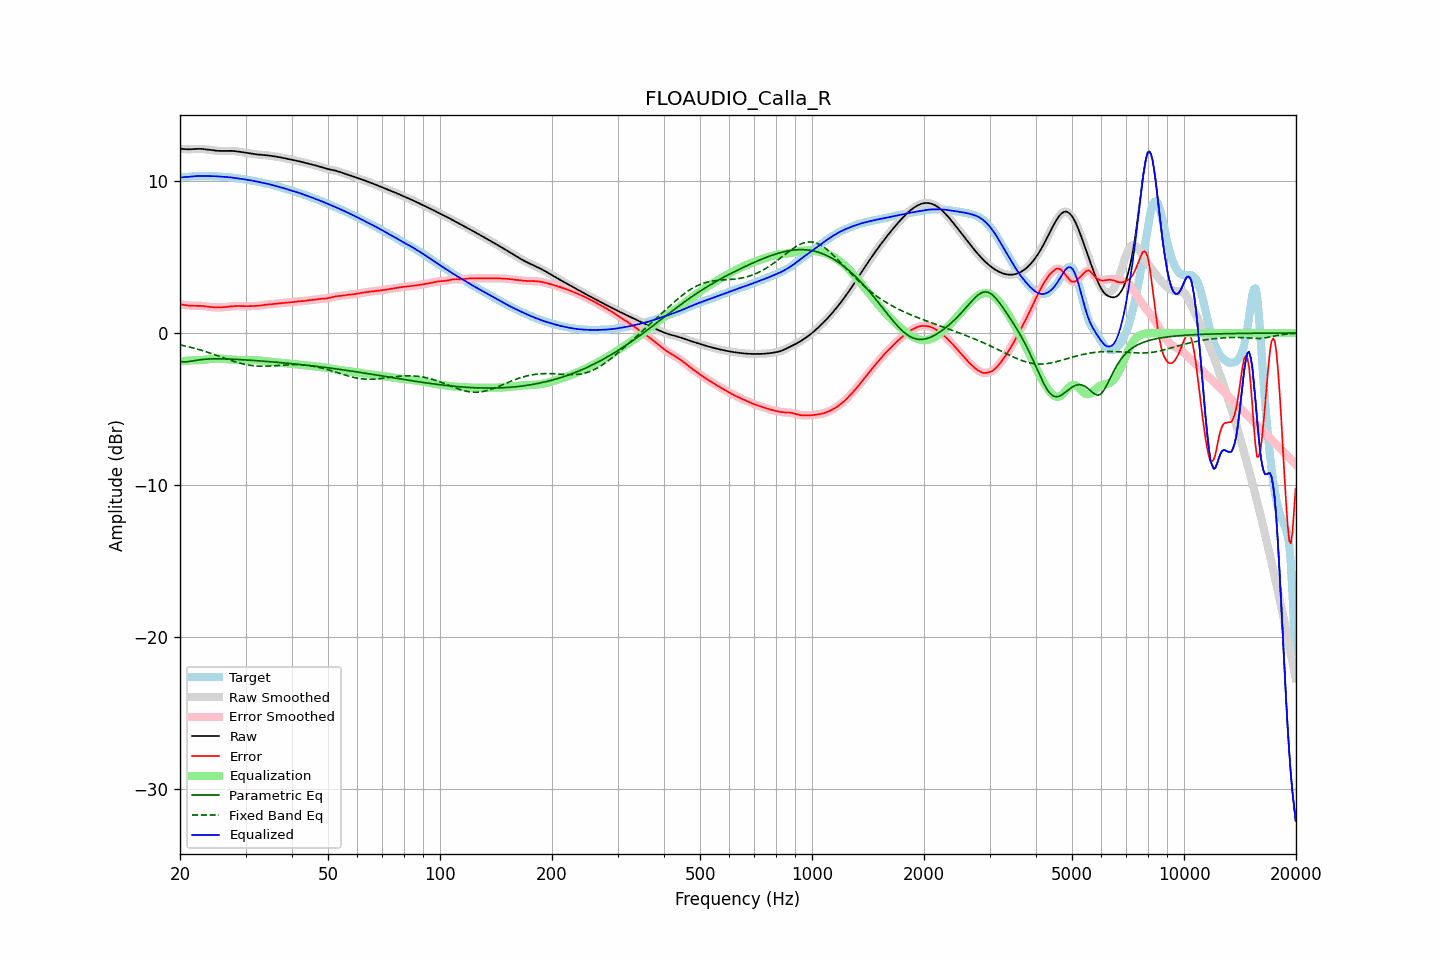 FLOAUDIO_Calla_R
Amplitude (dBr)
10
0
−10
−20
−30
Target
Raw Smoothed
Error Smoothed
Raw
Error
Equalization
Parametric Eq
Fixed Band Eq
Equalized
20 50 100 200 500 1000 2000 5000 10000 20000
Frequency (Hz)